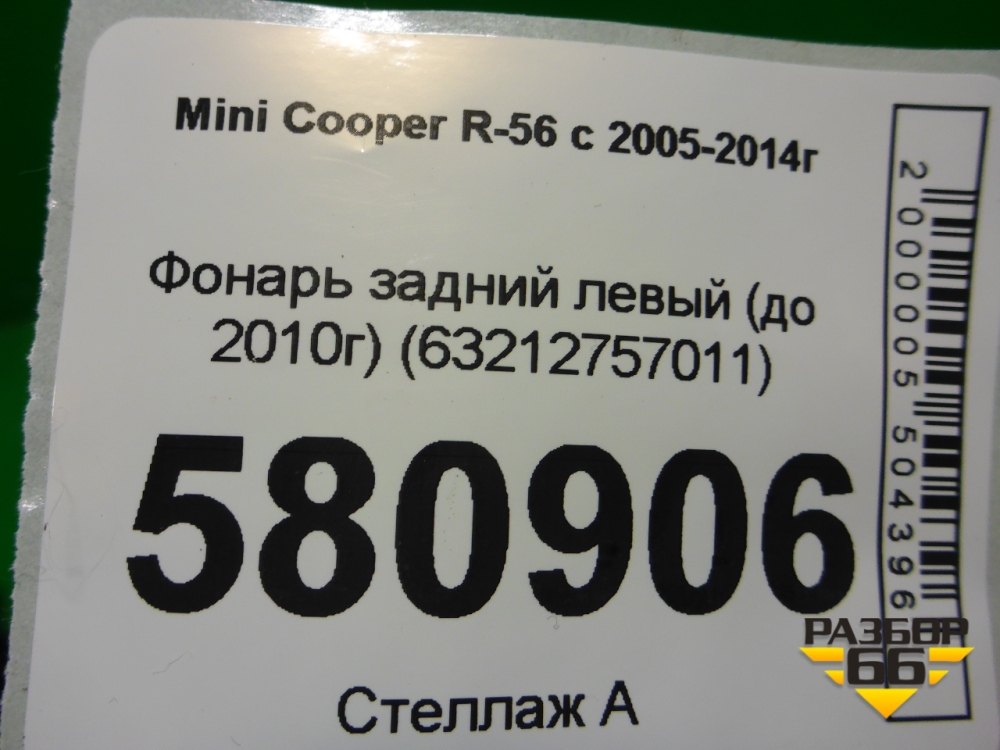 Mini Cooper R-56 с 2005-2014г
Фонарь задний левый (до
2010г) (63212757011)
580906
Стеллаж А
2000005504396
РАЗБОР
66